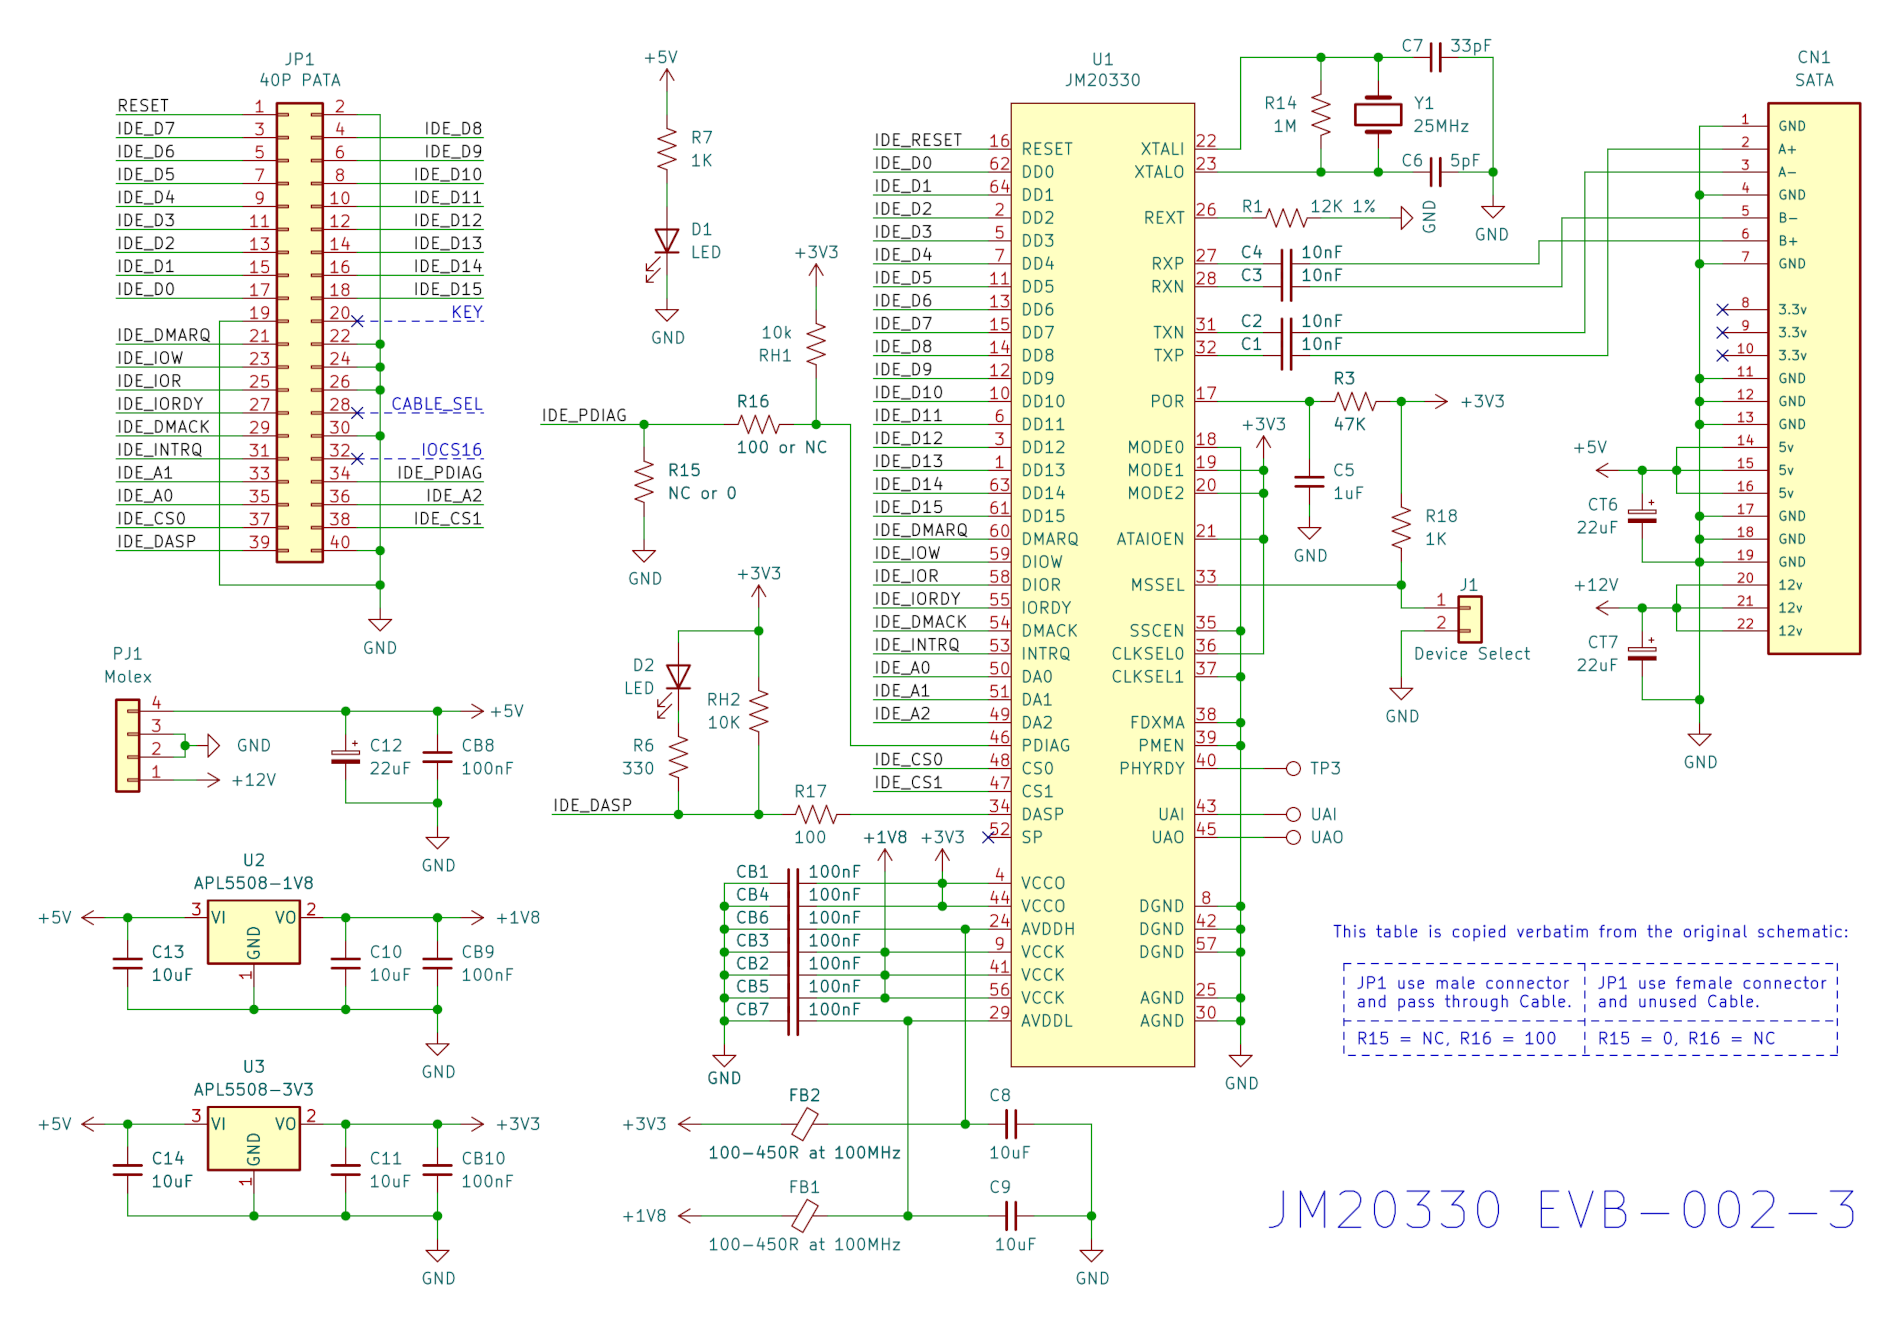 JP1
40P PATA
RESET 1 2
IDE_D7 3 4 IDE_D8
IDE_D6 5 6 IDE_D9
IDE_D5 7 8 IDE_D10
IDE_D4 9 10 IDE_D11
IDE_D3 11 12 IDE_D12
IDE_D2 13 14 IDE_D13
IDE_D1 15 16 IDE_D14
IDE_D0 17 18 IDE_D15
19 20 KEY
IDE_DMARQ 21 22
IDE_IOW 23 24
IDE_IOR 25 26
IDE_IORDY 27 28 CABLE_SEL
IDE_DMACK 29 30
IDE_INTRQ 31 32 IOCS16
IDE_A1 33 34 IDE_PDIAG
IDE_A0 35 36 IDE_A2
IDE_CS0 37 38 IDE_CS1
IDE_DASP 39 40
GND
PJ1
Molex
4 +5V
3
2 GND
1 +12V
C12
22uF
CB8
100nF
GND
U2
APL5508-1V8
+5V 3 VI VO 2 +1V8
GND
1
C13
10uF
C10
10uF
CB9
100nF
GND
U3
APL5508-3V3
+5V 3 VI VO 2 +3V3
GND
1
C14
10uF
C11
10uF
CB10
100nF
GND
+5V
R7
1K
D1
LED
GND
+3V3
10k
RH1
IDE_PDIAG
R16
100 or NC
R15
NC or 0
GND
+3V3
D2
LED
RH2
10K
R6
330
IDE_DASP
R17
100
+1V8 +3V3
CB1 100nF
CB4 100nF
CB6 100nF
CB3 100nF
CB2 100nF
CB5 100nF
CB7 100nF
GND
+3V3
FB2
100-450R at 100MHz
C8
10uF
+1V8
FB1
100-450R at 100MHz
C9
10uF
GND
U1
JM20330
IDE_RESET 16 RESET
IDE_D0 62 DD0
IDE_D1 64 DD1
IDE_D2 2 DD2
IDE_D3 5 DD3
IDE_D4 7 DD4
IDE_D5 11 DD5
IDE_D6 13 DD6
IDE_D7 15 DD7
IDE_D8 14 DD8
IDE_D9 12 DD9
IDE_D10 10 DD10
IDE_D11 6 DD11
IDE_D12 3 DD12
IDE_D13 1 DD13
IDE_D14 63 DD14
IDE_D15 61 DD15
IDE_DMARQ 60 DMARQ
IDE_IOW 59 DIOW
IDE_IOR 58 DIOR
IDE_IORDY 55 IORDY
IDE_DMACK 54 DMACK
IDE_INTRQ 53 INTRQ
IDE_A0 50 DA0
IDE_A1 51 DA1
IDE_A2 49 DA2
46 PDIAG
IDE_CS0 48 CS0
IDE_CS1 47 CS1
34 DASP
52 SP
4 VCCO
44 VCCO
24 AVDDH
9 VCCK
41 VCCK
56 VCCK
29 AVDDL
XTALI 22
XTALO 23
REXT 26
RXP 27
RXN 28
TXN 31
TXP 32
POR 17
MODE0 18
MODE1 19
MODE2 20
ATAIOEN 21
MSSEL 33
SSCEN 35
CLKSEL0 36
CLKSEL1 37
FDXMA 38
PMEN 39
PHYRDY 40 TP3
UAI 43 UAI
UAO 45 UAO
DGND 8
DGND 42
DGND 57
AGND 25
AGND 30
GND
C7 33pF
R14
1M
Y1
25MHz
C6 5pF
GND
R1 12K 1% GND
C4 10nF
C3 10nF
C2 10nF
C1 10nF
R3
47K
+3V3
+3V3
C5
1uF
GND
R18
1K
J1
1
2
Device Select
GND
CN1
SATA
1 GND
2 A+
3 A-
4 GND
5 B-
6 B+
7 GND
8 3.3v
9 3.3v
10 3.3v
11 GND
12 GND
13 GND
14 5v
15 5v
16 5v
17 GND
18 GND
19 GND
20 12v
21 12v
22 12v
+5V
CT6
22uF
+12V
CT7
22uF
GND
This table is copied verbatim from the original schematic:
JP1 use male connector
and pass through Cable.
JP1 use female connector
and unused Cable.
R15 = NC, R16 = 100
R15 = 0, R16 = NC
JM20330 EVB-002-3